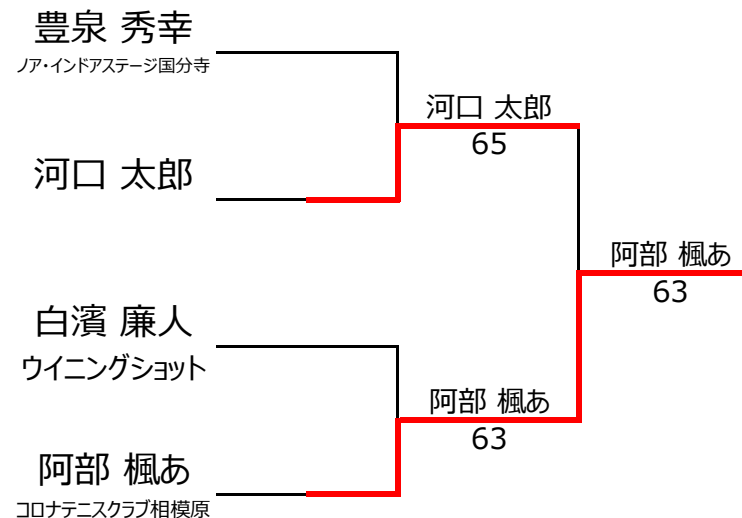 豊泉 秀幸
ノア・インドアステージ国分寺
河口 太郎
65
河口 太郎
阿部 楓あ
63
白濱 廉人
ウイニングショット
阿部 楓あ
63
阿部 楓あ
コロナテニスクラブ相模原